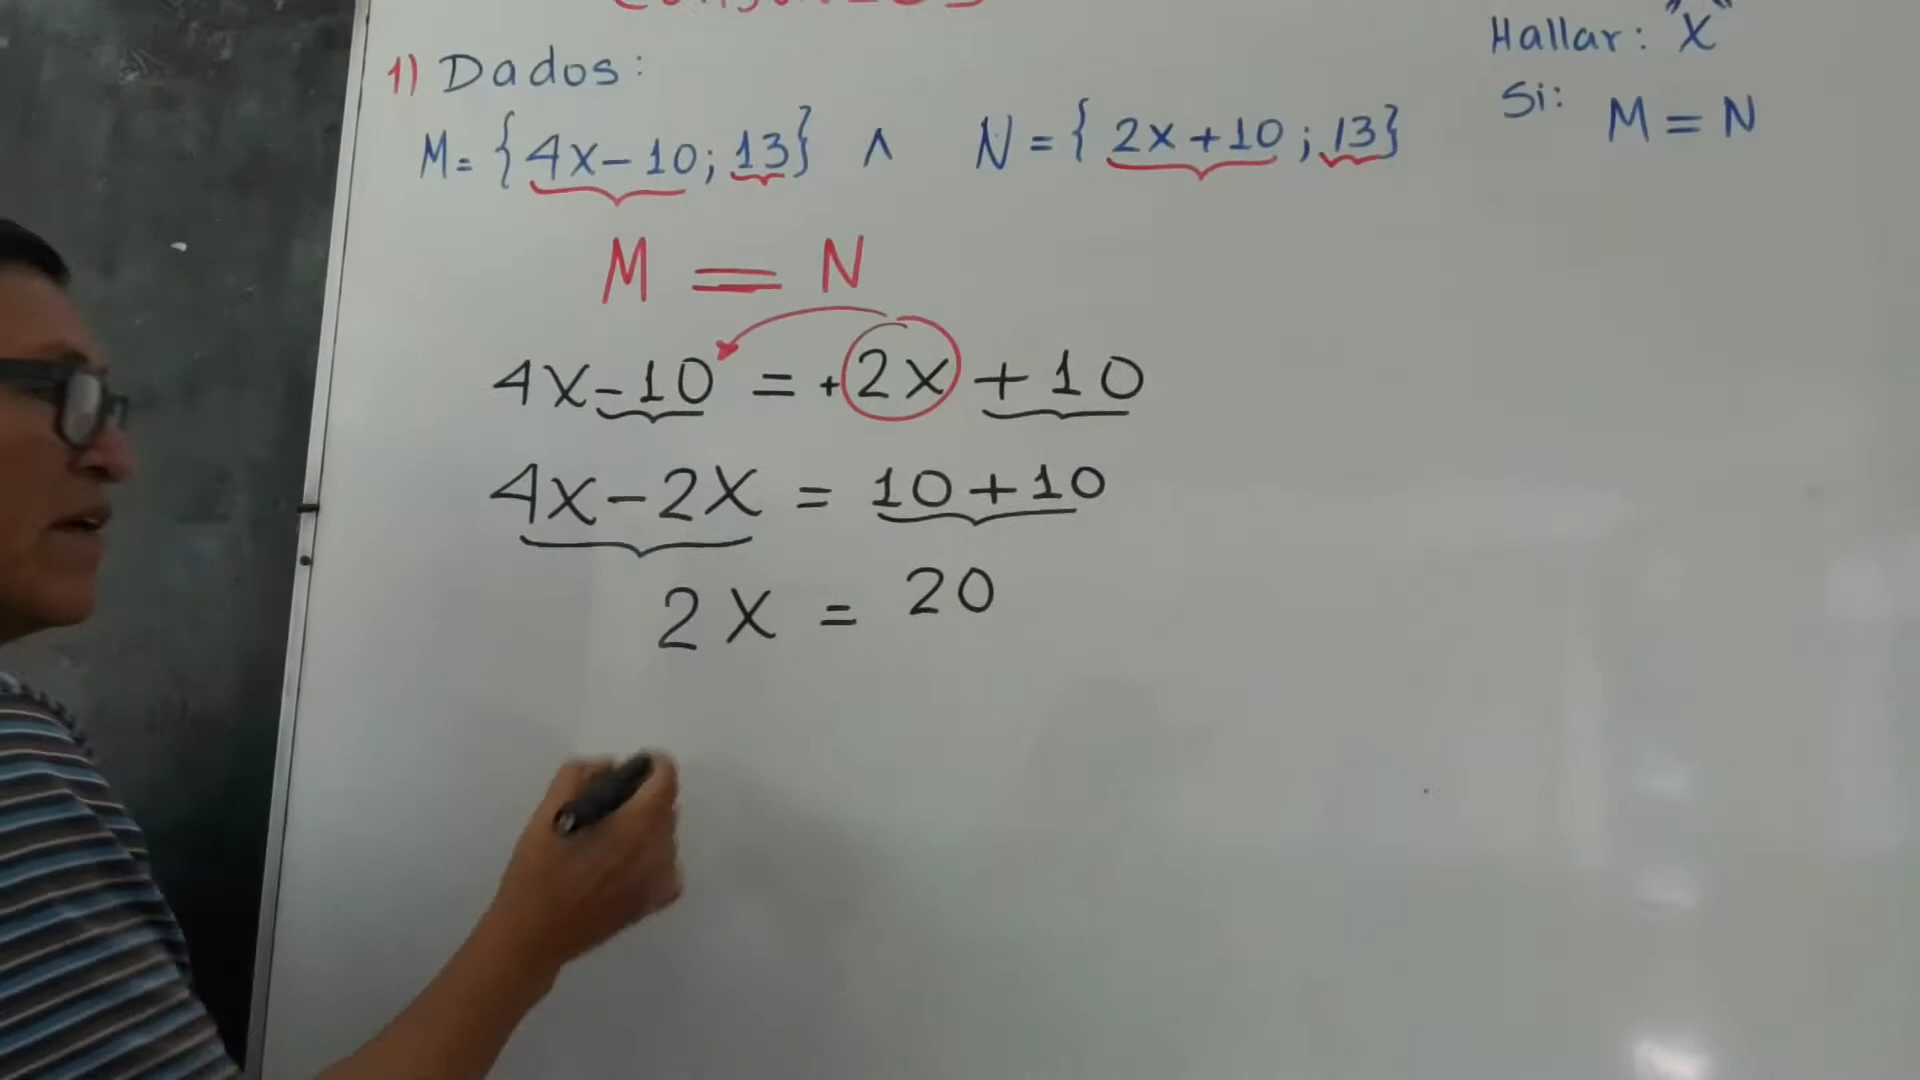 1) Dados:
M = {4x-10; 13} ∧ N = {2x+10; 13}
Hallar: "X"
Si: M = N
M = N
4x-10 = +2x + 10
4x-2x = 10+10
2x = 20